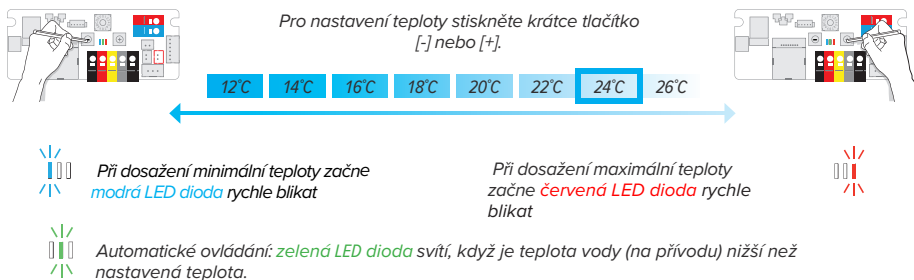 Pro nastavení teploty stiskněte krátce tlačítko
[-] nebo [+].
12°C 14°C 16°C 18°C 20°C 22°C 24°C 26°C
Při dosažení minimální teploty začne
modrá LED dioda rychle blikat
Při dosažení maximální teploty
začne červená LED dioda rychle
blikat
Automatické ovládání: zelená LED dioda svítí, když je teplota vody (na přívodu) nižší než
nastavená teplota.